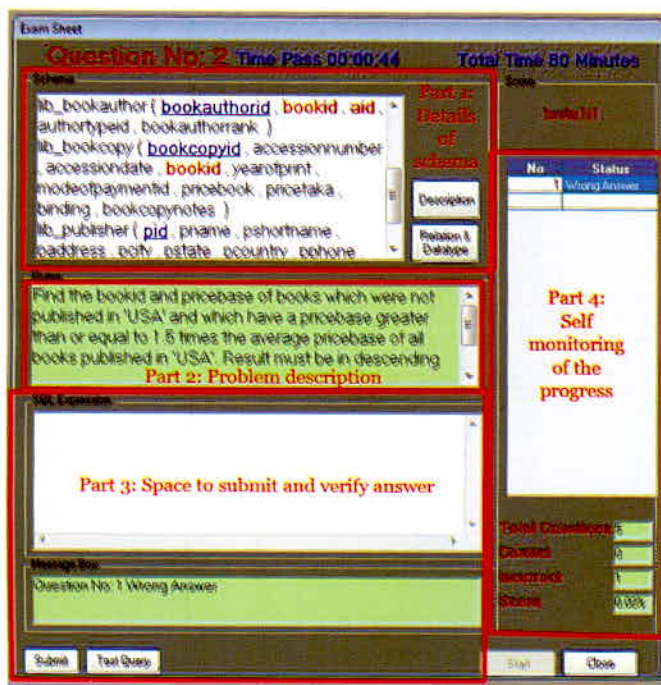 Exam Sheet
Question No: 2 Time Pass 00:00:44 Total Time 80 Minutes
Schema
lib_bookauthor ( bookauthorid , bookid , aid ,
authortypeid , bookauthorrank )
lib_bookcopy ( bookcopyid , accessionnumber
, accessiondate , bookid , yearofprint ,
modeofpaymentid , pricebook , pricetaka ,
binding , bookcopynotes )
lib_publisher ( pid , pname , pshortname ,
paddress , pcity , pstate , pcountry , pphone ,
Part 1:
Details
of
schema
Description
Relation &
Datatype
Find the bookid and pricebase of books which were not
published in 'USA' and which have a pricebase greater
than or equal to 1.5 times the average pricebase of all
books published in 'USA'. Result must be in descending
Part 2: Problem description
SQL Expression
Part 3: Space to submit and verify answer
Message Box
Question No: 1 Wrong Answer
Submit Test Query
No Status
1 Wrong Answer
Part 4:
Self
monitoring
of the
progress
Total Questions 5
Correct 0
Incorrect 1
Score 0.00%
Start Close